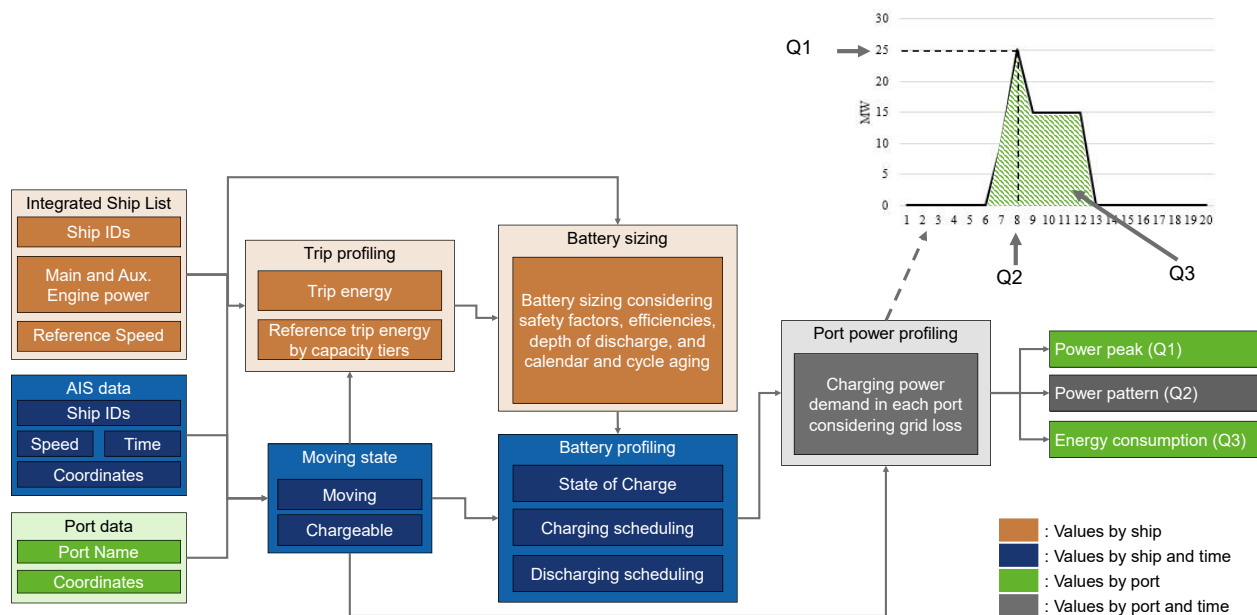 30
25
20
15
10
5
0
MW
1 2 3 4 5 6 7 8 9 10 11 12 13 14 15 16 17 18 19 20
Q1
Q2
Q3
Integrated Ship List
Ship IDs
Main and Aux.
Engine power
Reference Speed
AIS data
Ship IDs
Speed
Time
Coordinates
Port data
Port Name
Coordinates
Trip profiling
Trip energy
Reference trip energy
by capacity tiers
Moving state
Moving
Chargeable
Battery sizing
Battery sizing considering
safety factors, efficiencies,
depth of discharge, and
calendar and cycle aging
Battery profiling
State of Charge
Charging scheduling
Discharging scheduling
Port power profiling
Charging power
demand in each port
considering grid loss
Power peak (Q1)
Power pattern (Q2)
Energy consumption (Q3)
: Values by ship
: Values by ship and time
: Values by port
: Values by port and time